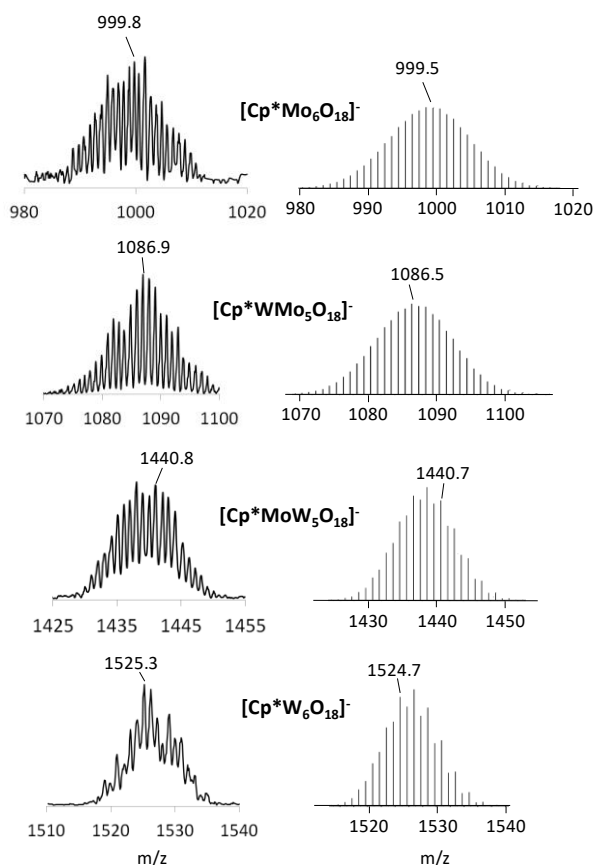 999.8
999.5
[Cp*Mo₆O₁₈]⁻
980 1000 1020
980 990 1000 1010 1020
1086.9
1086.5
[Cp*WMo₅O₁₈]⁻
1070 1080 1090 1100
1070 1080 1090 1100
1440.8
1440.7
[Cp*MoW₅O₁₈]⁻
1425 1435 1445 1455
1430 1440 1450
1525.3
1524.7
[Cp*W₆O₁₈]⁻
1510 1520 1530 1540
1520 1530 1540
m/z m/z